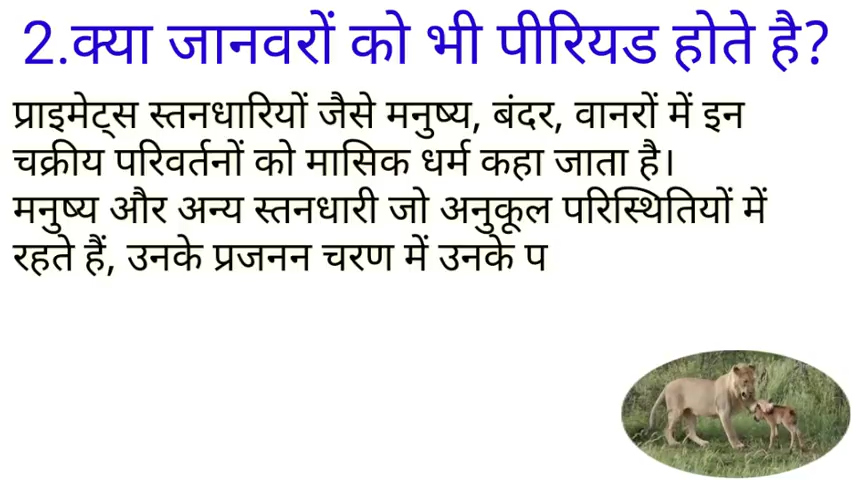 2.क्या जानवरों को भी पीरियड होते है?
प्राइमेट्स स्तनधारियों जैसे मनुष्य, बंदर, वानरों में इन
चक्रीय परिवर्तनों को मासिक धर्म कहा जाता है।
मनुष्य और अन्य स्तनधारी जो अनुकूल परिस्थितियों में
रहते हैं, उनके प्रजनन चरण में उनके प